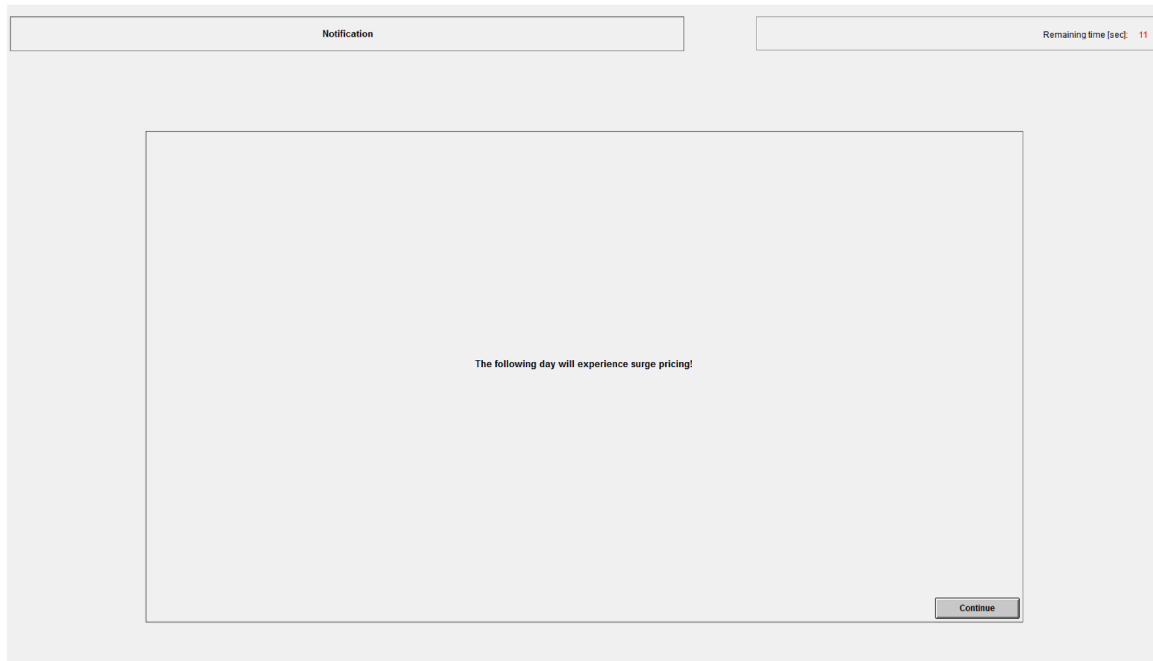 Notification
Remaining time [sec]: 11
The following day will experience surge pricing!
Continue